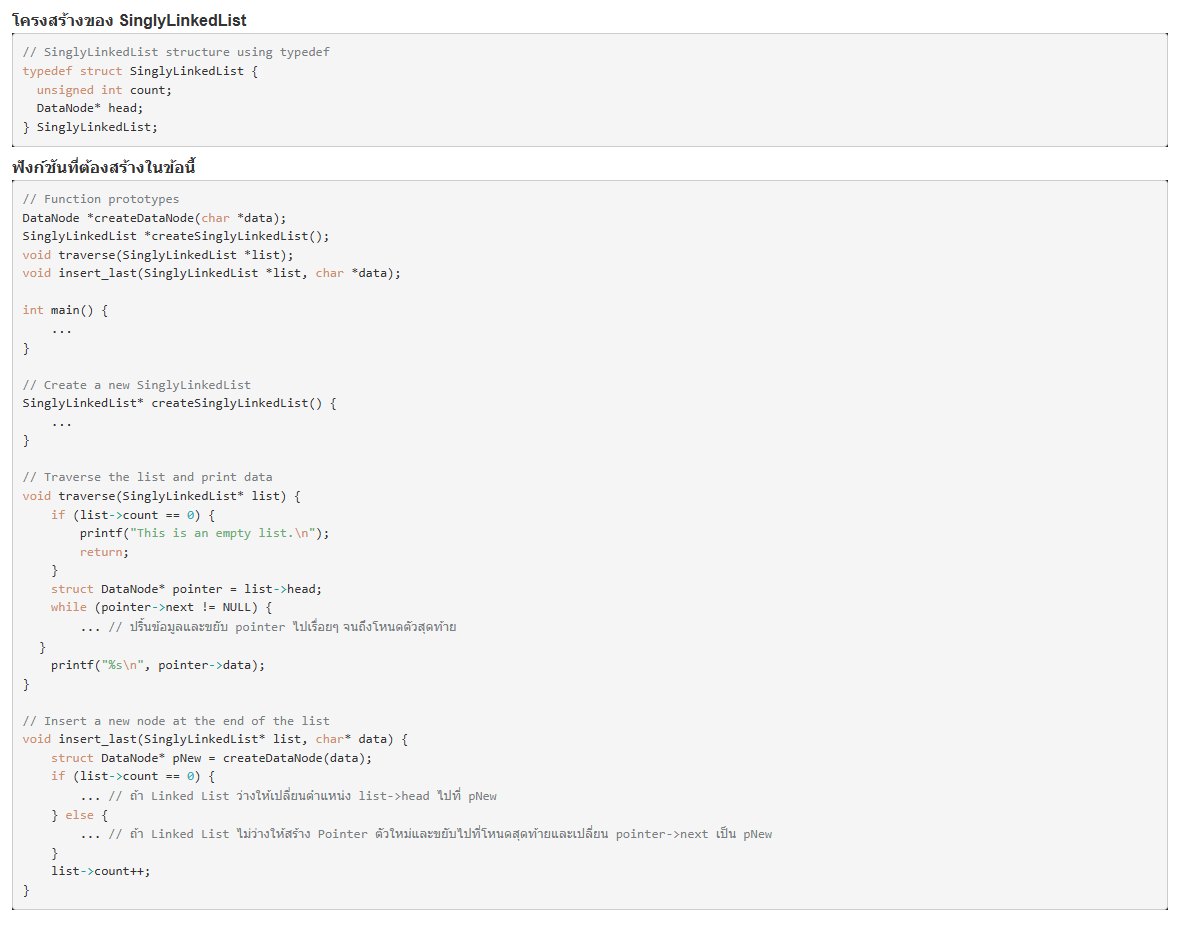 โครงสร้างของ SinglyLinkedList
// SinglyLinkedList structure using typedef
typedef struct SinglyLinkedList {
  unsigned int count;
  DataNode* head;
} SinglyLinkedList;
ฟังก์ชันที่ต้องสร้างในข้อนี้
// Function prototypes
DataNode *createDataNode(char *data);
SinglyLinkedList *createSinglyLinkedList();
void traverse(SinglyLinkedList *list);
void insert_last(SinglyLinkedList *list, char *data);
int main() {
    ...
}
// Create a new SinglyLinkedList
SinglyLinkedList* createSinglyLinkedList() {
    ...
}
// Traverse the list and print data
void traverse(SinglyLinkedList* list) {
    if (list->count == 0) {
        printf("This is an empty list.\n");
        return;
    }
    struct DataNode* pointer = list->head;
    while (pointer->next != NULL) {
        ... // ปริ้นข้อมูลและขยับ pointer ไปเรื่อยๆ จนถึงโหนดตัวสุดท้าย
  }
    printf("%s\n", pointer->data);
}
// Insert a new node at the end of the list
void insert_last(SinglyLinkedList* list, char* data) {
    struct DataNode* pNew = createDataNode(data);
    if (list->count == 0) {
        ... // ถ้า Linked List ว่างให้เปลี่ยนตำแหน่ง list->head ไปที่ pNew
    } else {
        ... // ถ้า Linked List ไม่ว่างให้สร้าง Pointer ตัวใหม่และขยับไปที่โหนดสุดท้ายและเปลี่ยน pointer->next เป็น pNew
    }
    list->count++;
}